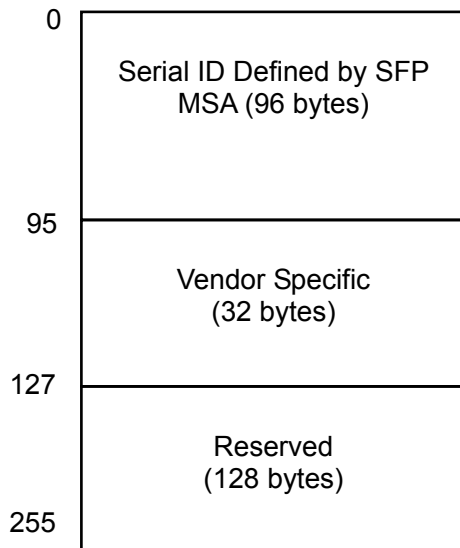 0
Serial ID Defined by SFP
MSA (96 bytes)
95
Vendor Specific
(32 bytes)
127
Reserved
(128 bytes)
255